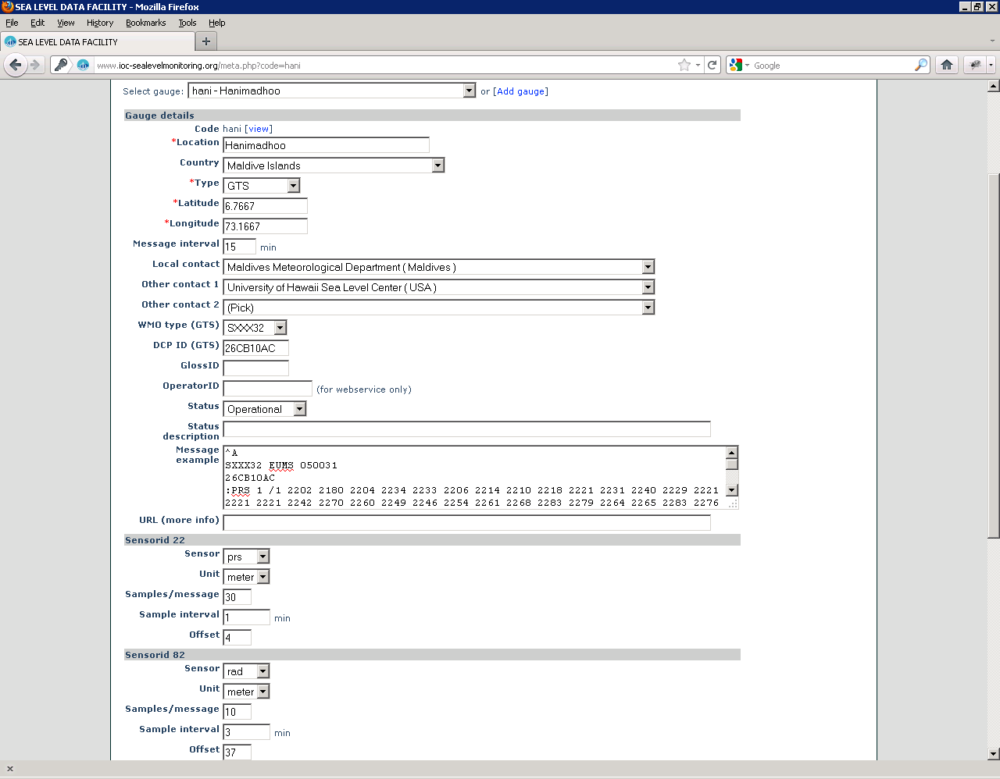 SEA LEVEL DATA FACILITY - Mozilla Firefox
File Edit View History Bookmarks Tools Help
SEA LEVEL DATA FACILITY
www.ioc-sealevelmonitoring.org/meta.php?code=hani Google
Select gauge: hani - Hanimadhoo or [Add gauge]
Gauge details
Code hani [view]
*Location Hanimadhoo
Country Maldive Islands
*Type GTS
*Latitude 6.7667
*Longitude 73.1667
Message interval 15 min
Local contact Maldives Meteorological Department ( Maldives )
Other contact 1 University of Hawaii Sea Level Center ( USA )
Other contact 2 (Pick)
WMO type (GTS) SXXX32
DCP ID (GTS) 26CB10AC
GlossID
OperatorID (for webservice only)
Status Operational
Status
description
Message
example
^A
SXXX32 EUMS 050031
26CB10AC
:PRS 1 /1 2202 2180 2204 2234 2233 2206 2214 2210 2218 2221 2231 2240 2229 2221
2221 2221 2242 2270 2260 2249 2246 2254 2261 2268 2283 2279 2264 2265 2283 2276
URL (more info)
Sensorid 22
Sensor prs
Unit meter
Samples/message 30
Sample interval 1 min
Offset 4
Sensorid 82
Sensor rad
Unit meter
Samples/message 10
Sample interval 3 min
Offset 37